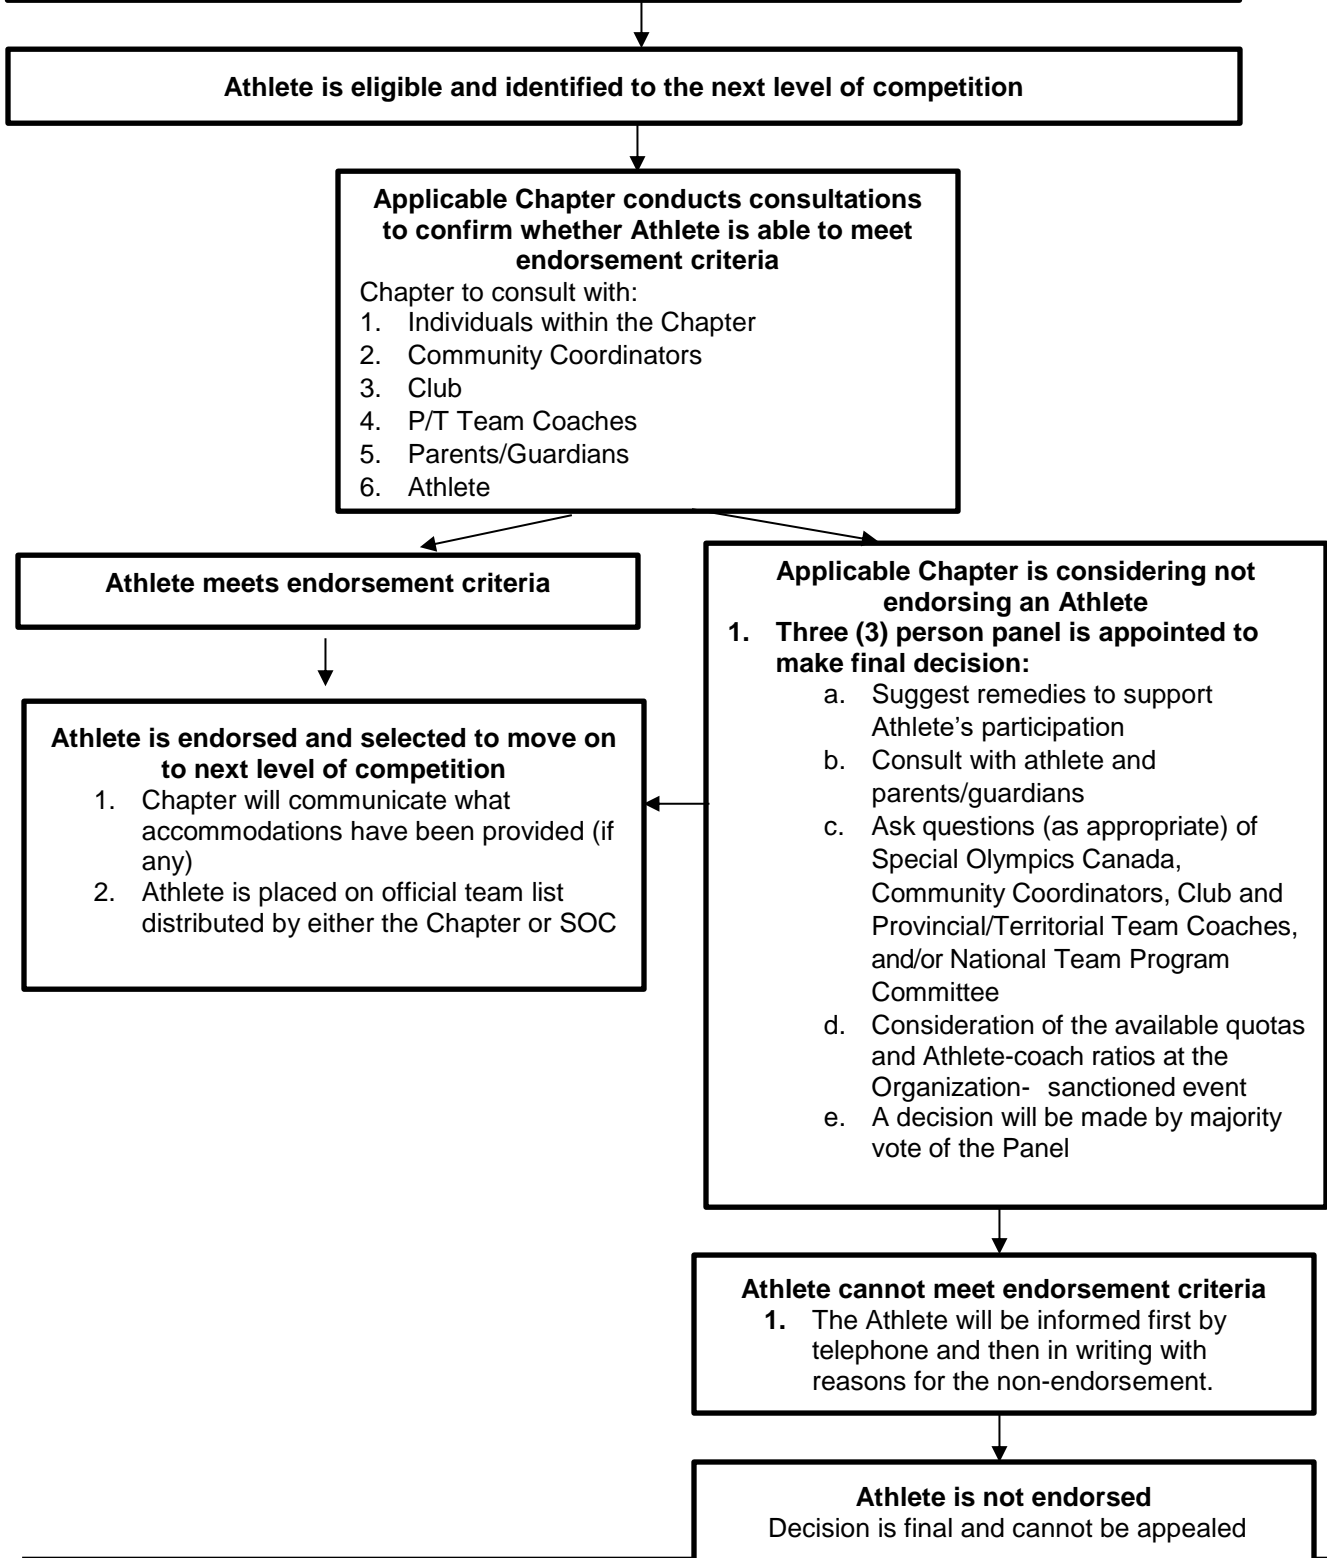 Athlete is eligible and identified to the next level of competition
Applicable Chapter conducts consultations
to confirm whether Athlete is able to meet
endorsement criteria
Chapter to consult with:
1. Individuals within the Chapter
2. Community Coordinators
3. Club
4. P/T Team Coaches
5. Parents/Guardians
6. Athlete
Athlete meets endorsement criteria
Athlete is endorsed and selected to move on
to next level of competition
1. Chapter will communicate what
accommodations have been provided (if
any)
2. Athlete is placed on official team list
distributed by either the Chapter or SOC
Applicable Chapter is considering not
endorsing an Athlete
1. Three (3) person panel is appointed to
make final decision:
a. Suggest remedies to support
Athlete's participation
b. Consult with athlete and
parents/guardians
c. Ask questions (as appropriate) of
Special Olympics Canada,
Community Coordinators, Club and
Provincial/Territorial Team Coaches,
and/or National Team Program
Committee
d. Consideration of the available quotas
and Athlete-coach ratios at the
Organization- sanctioned event
e. A decision will be made by majority
vote of the Panel
Athlete cannot meet endorsement criteria
1. The Athlete will be informed first by
telephone and then in writing with
reasons for the non-endorsement.
Athlete is not endorsed
Decision is final and cannot be appealed